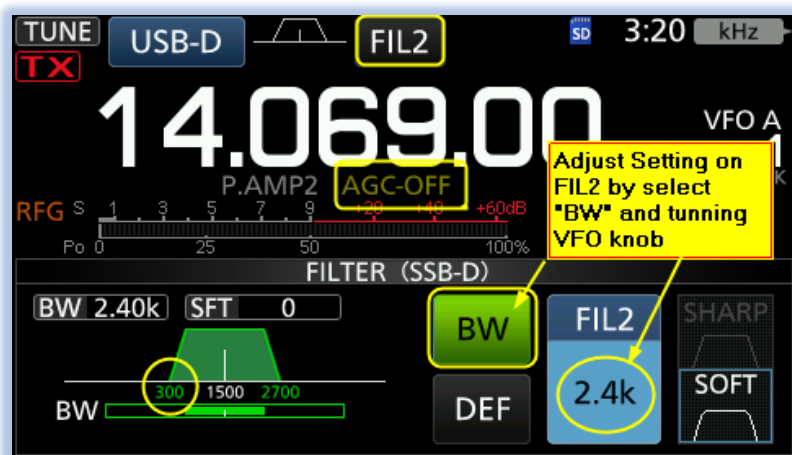 TUNE USB-D FIL2 SD 3:20 kHz
TX
14.069.00 VFO A
P.AMP2 AGC-OFF
Adjust Setting on
FIL2 by select
"BW" and tunning
VFO knob
RFG S 1 3 5 7 9 +20 +40 +60dB
Po 0 25 50 100%
FILTER (SSB-D)
BW 2.40k SFT 0
BW FIL2 SHARP
300 1500 2700
BW
DEF 2.4k SOFT